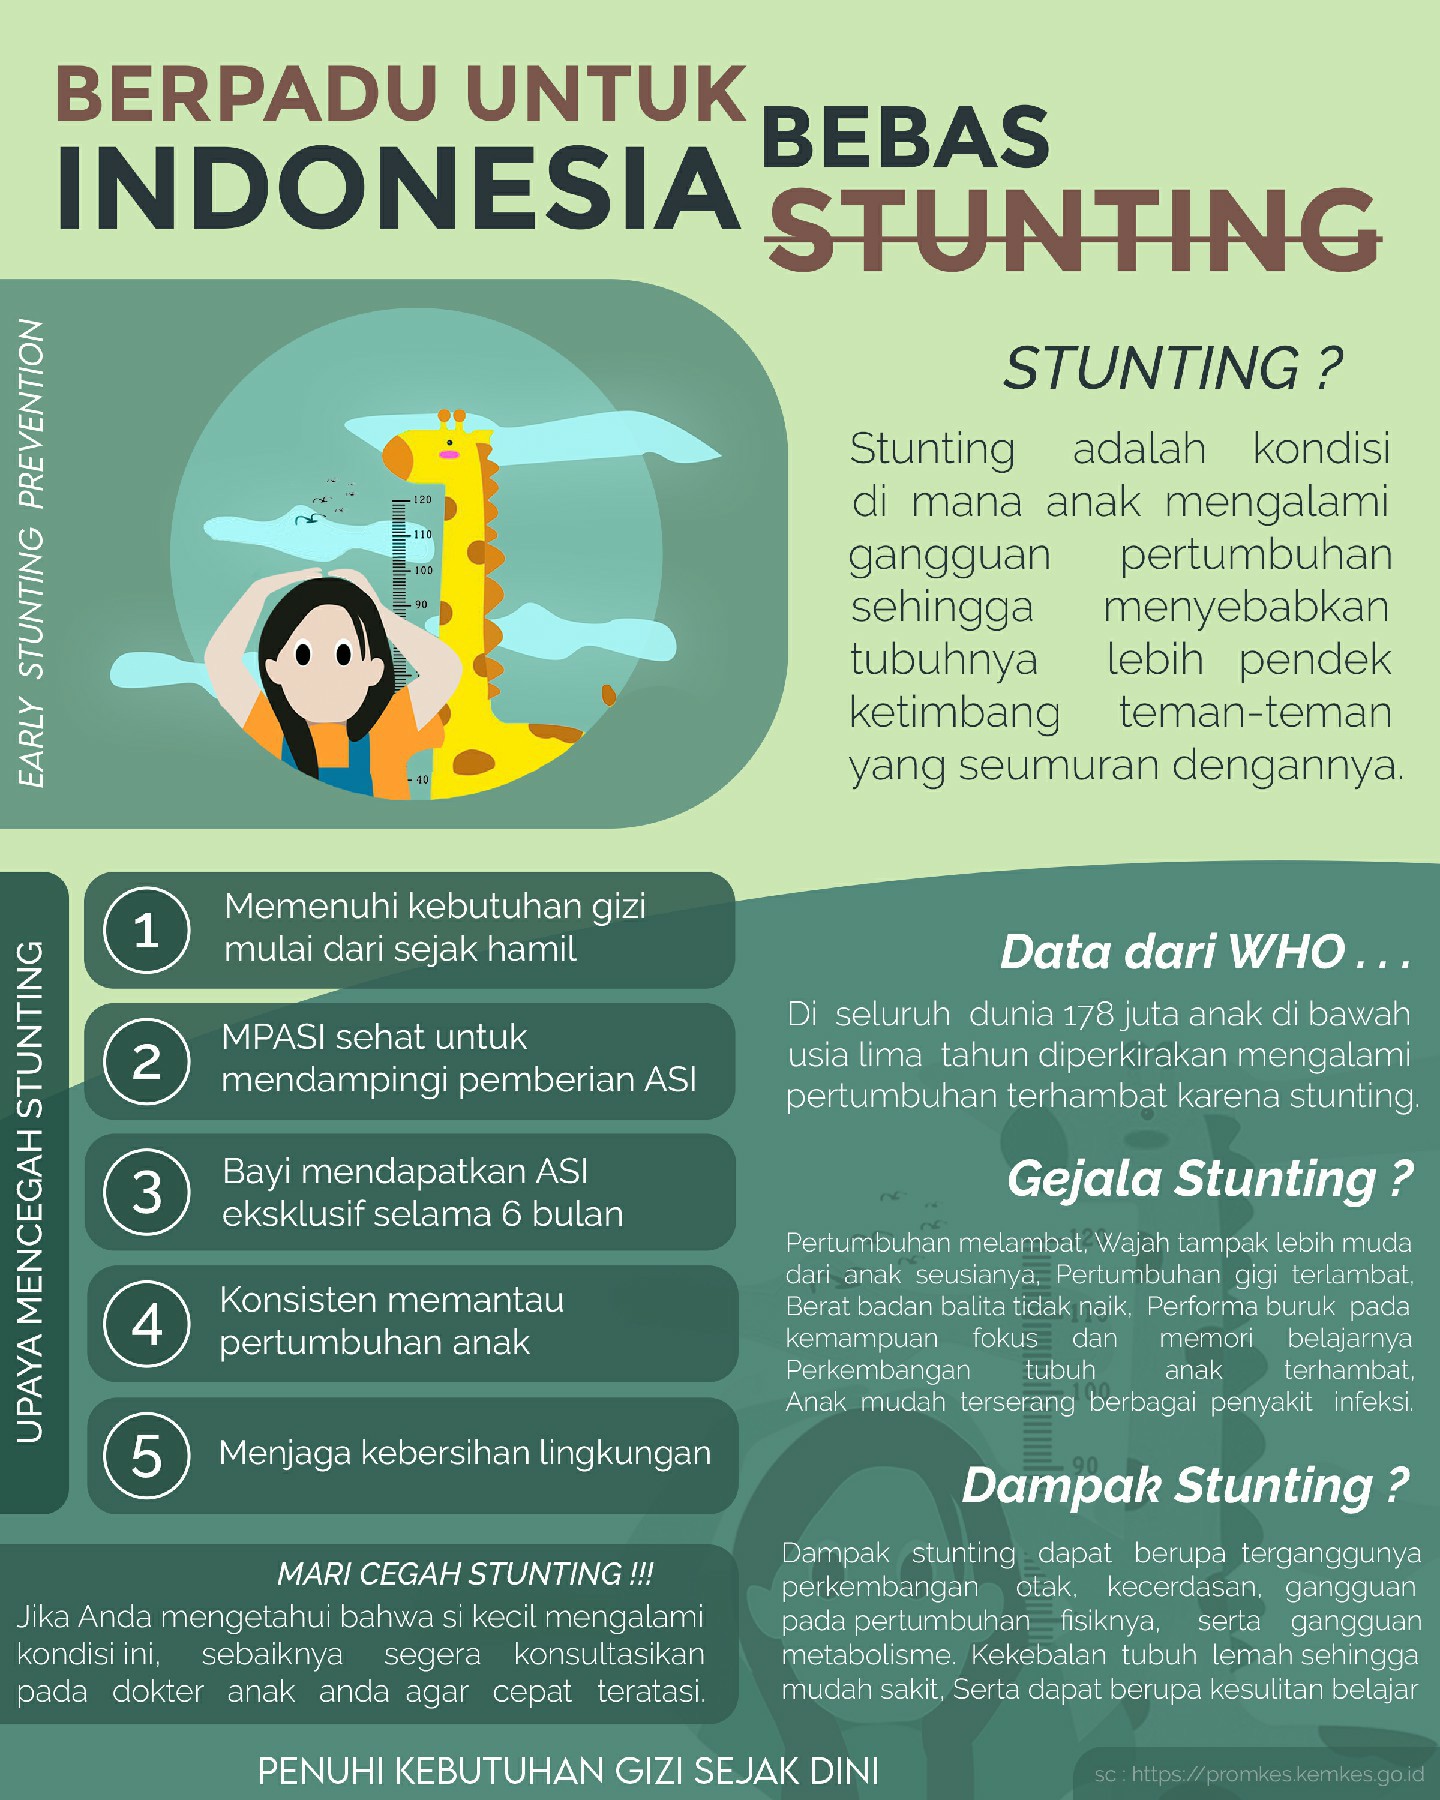 BERPADU UNTUK
INDONESIA
BEBAS
STUNTING
EARLY STUNTING PREVENTION
120
110
100
90
40
STUNTING ?
Stunting adalah kondisi
di mana anak mengalami
gangguan pertumbuhan
sehingga menyebabkan
tubuhnya lebih pendek
ketimbang teman-teman
yang seumuran dengannya.
UPAYA MENCEGAH STUNTING
1
Memenuhi kebutuhan gizi
mulai dari sejak hamil
2
MPASI sehat untuk
mendampingi pemberian ASI
3
Bayi mendapatkan ASI
eksklusif selama 6 bulan
4
Konsisten memantau
pertumbuhan anak
5
Menjaga kebersihan lingkungan
MARI CEGAH STUNTING !!!
Jika Anda mengetahui bahwa si kecil mengalami
kondisi ini, sebaiknya segera konsultasikan
pada dokter anak anda agar cepat teratasi.
Data dari WHO . . .
Di seluruh dunia 178 juta anak di bawah
usia lima tahun diperkirakan mengalami
pertumbuhan terhambat karena stunting.
Gejala Stunting ?
Pertumbuhan melambat, Wajah tampak lebih muda
dari anak seusianya, Pertumbuhan gigi terlambat,
Berat badan balita tidak naik, Performa buruk pada
kemampuan fokus dan memori belajarnya
Perkembangan tubuh anak terhambat,
Anak mudah terserang berbagai penyakit infeksi.
120
110
100
90
Dampak Stunting ?
Dampak stunting dapat berupa terganggunya
perkembangan otak, kecerdasan, gangguan
pada pertumbuhan fisiknya, serta gangguan
metabolisme. Kekebalan tubuh lemah sehingga
mudah sakit, Serta dapat berupa kesulitan belajar
PENUHI KEBUTUHAN GIZI SEJAK DINI
sc : https://promkes.kemkes.go.id